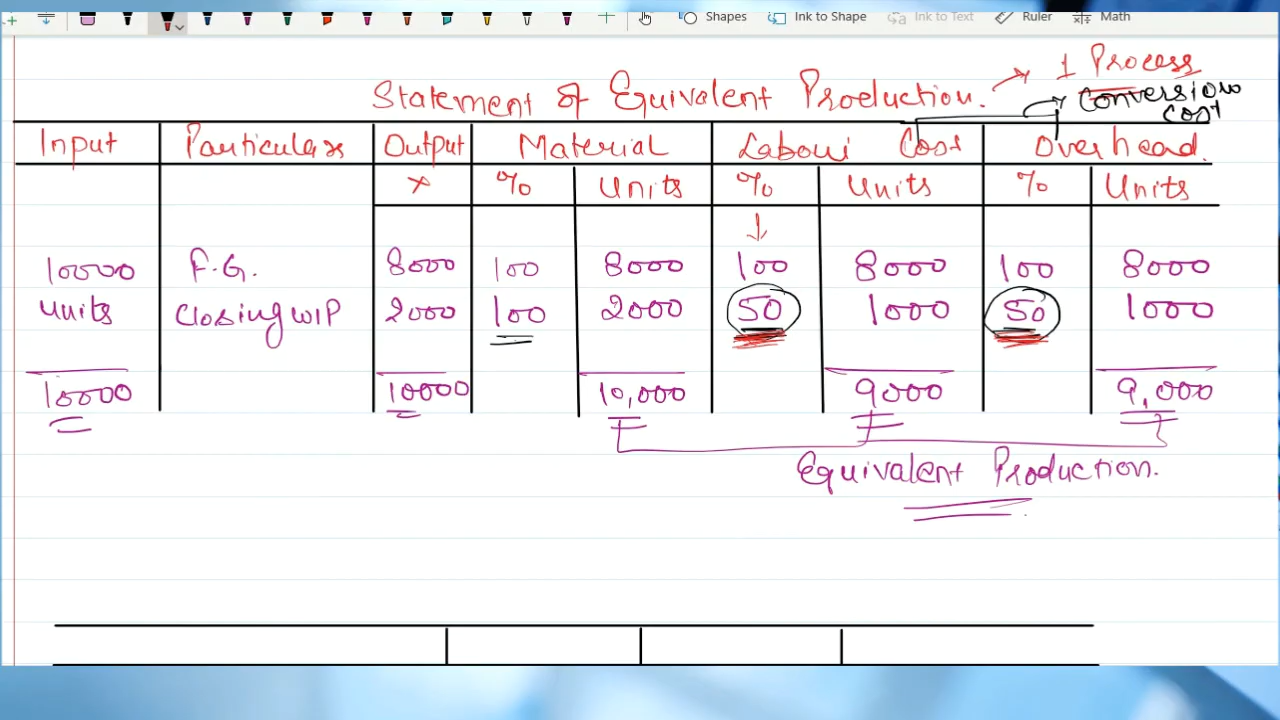 Shapes Ink to Shape Ink to Text Ruler Math
Statement of Equivalent Production. → 1 Process
Conversion
Cost
Input Particulars Output Material Labour Cost Overhead.
x % Units % Units % Units
10000 F.G. 8000 100 8000 100 8000 100 8000
units Closing WIP 2000 100 2000 50 1000 50 1000
10000 10000 10,000 9000 9,000
Equivalent Production.